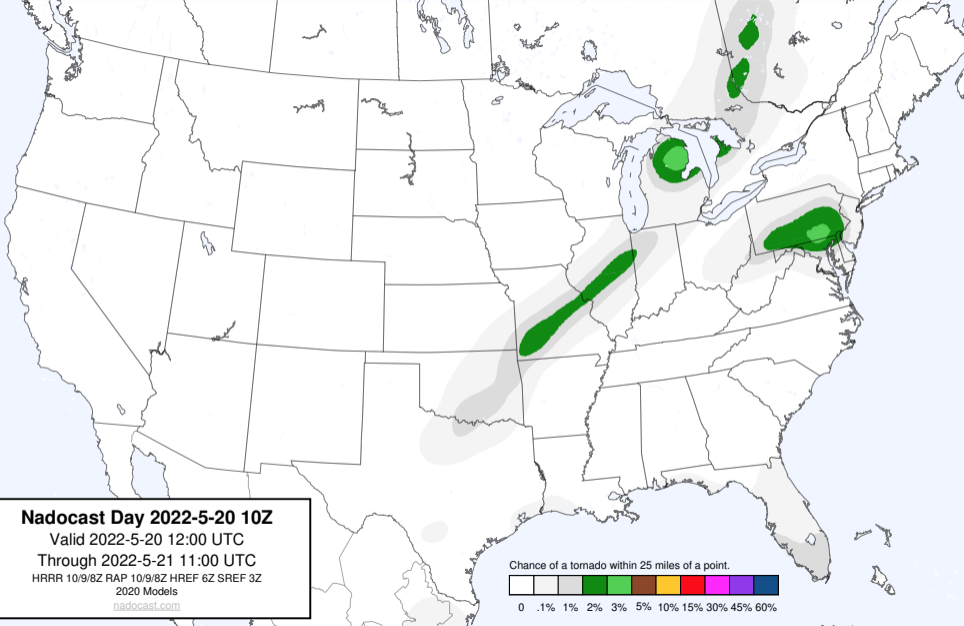 Nadocast Day 2022-5-20 10Z
Valid 2022-5-20 12:00 UTC
Through 2022-5-21 11:00 UTC
HRRR 10/9/8Z RAP 10/9/8Z HREF 6Z SREF 3Z
2020 Models
nadocast.com
Chance of a tornado within 25 miles of a point.
0 .1% 1% 2% 3% 5% 10% 15% 30% 45% 60%